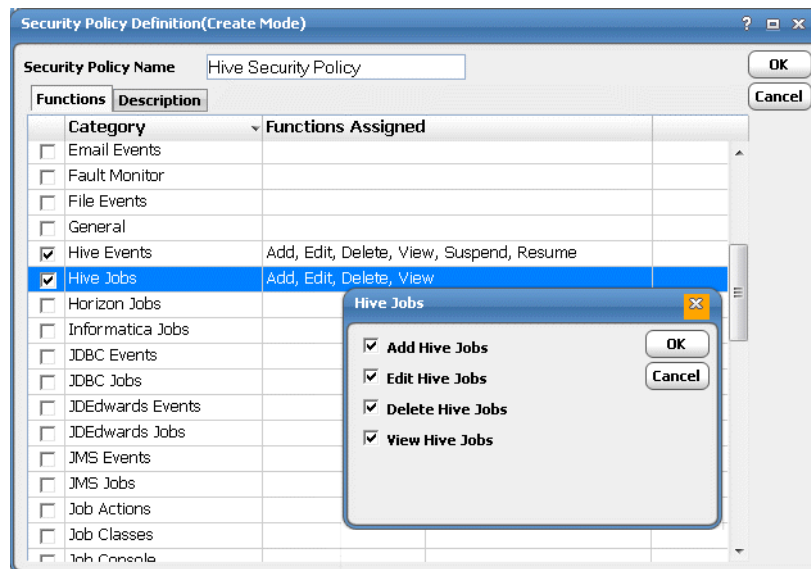 Security Policy Definition(Create Mode)
?
Security Policy Name Hive Security Policy
OK
Cancel
Functions Description
Category Functions Assigned
Email Events
Fault Monitor
File Events
General
Hive Events Add, Edit, Delete, View, Suspend, Resume
Hive Jobs Add, Edit, Delete, View
Horizon Jobs
Informatica Jobs
JDBC Events
JDBC Jobs
JDEdwards Events
JDEdwards Jobs
JMS Events
JMS Jobs
Job Actions
Job Classes
Job Console
Hive Jobs
Add Hive Jobs
Edit Hive Jobs
Delete Hive Jobs
View Hive Jobs
OK
Cancel